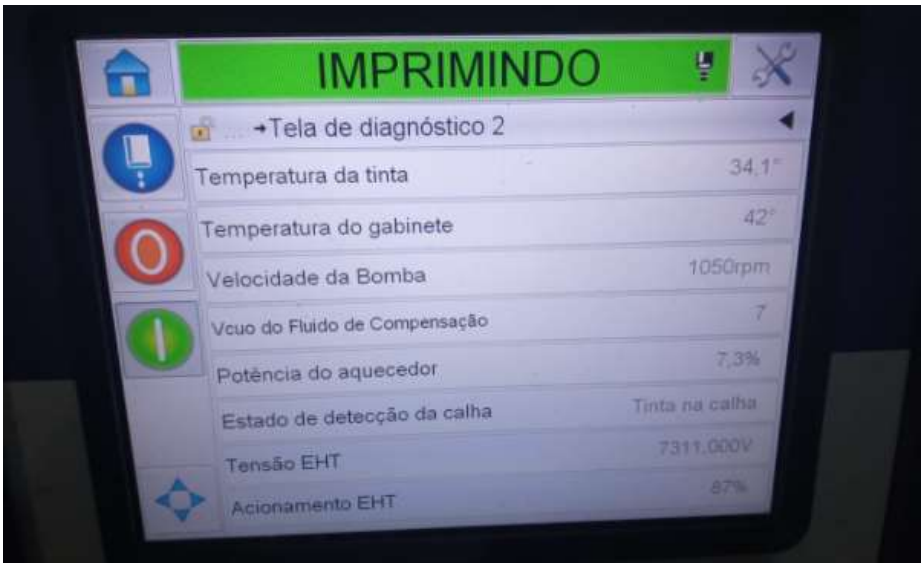 IMPRIMINDO
... →Tela de diagnóstico 2
Temperatura da tinta 34,1°
Temperatura do gabinete 42°
Velocidade da Bomba 1050rpm
Vcuo do Fluido de Compensação 7
Potência do aquecedor 7,3%
Estado de detecção da calha Tinta na calha
Tensão EHT 7311.000V
Acionamento EHT 87%